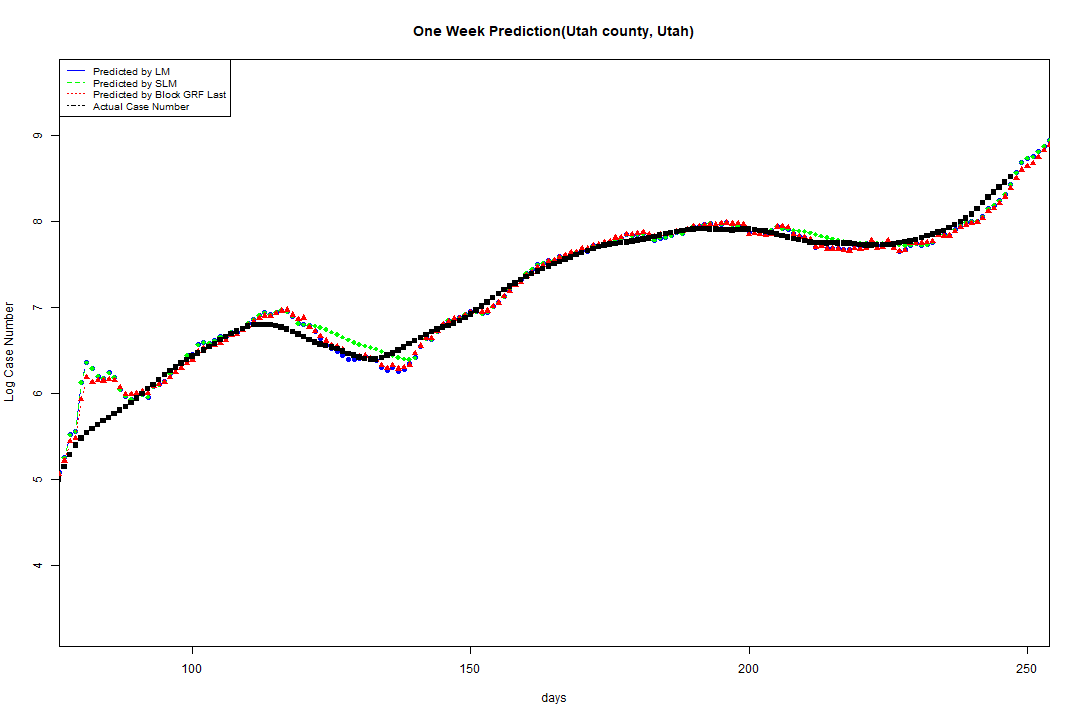 One Week Prediction(Utah county, Utah)
Predicted by LM
Predicted by SLM
Predicted by Block GRF Last
Actual Case Number
9
8
7
6
5
4
Log Case Number
100
150
200
250
days